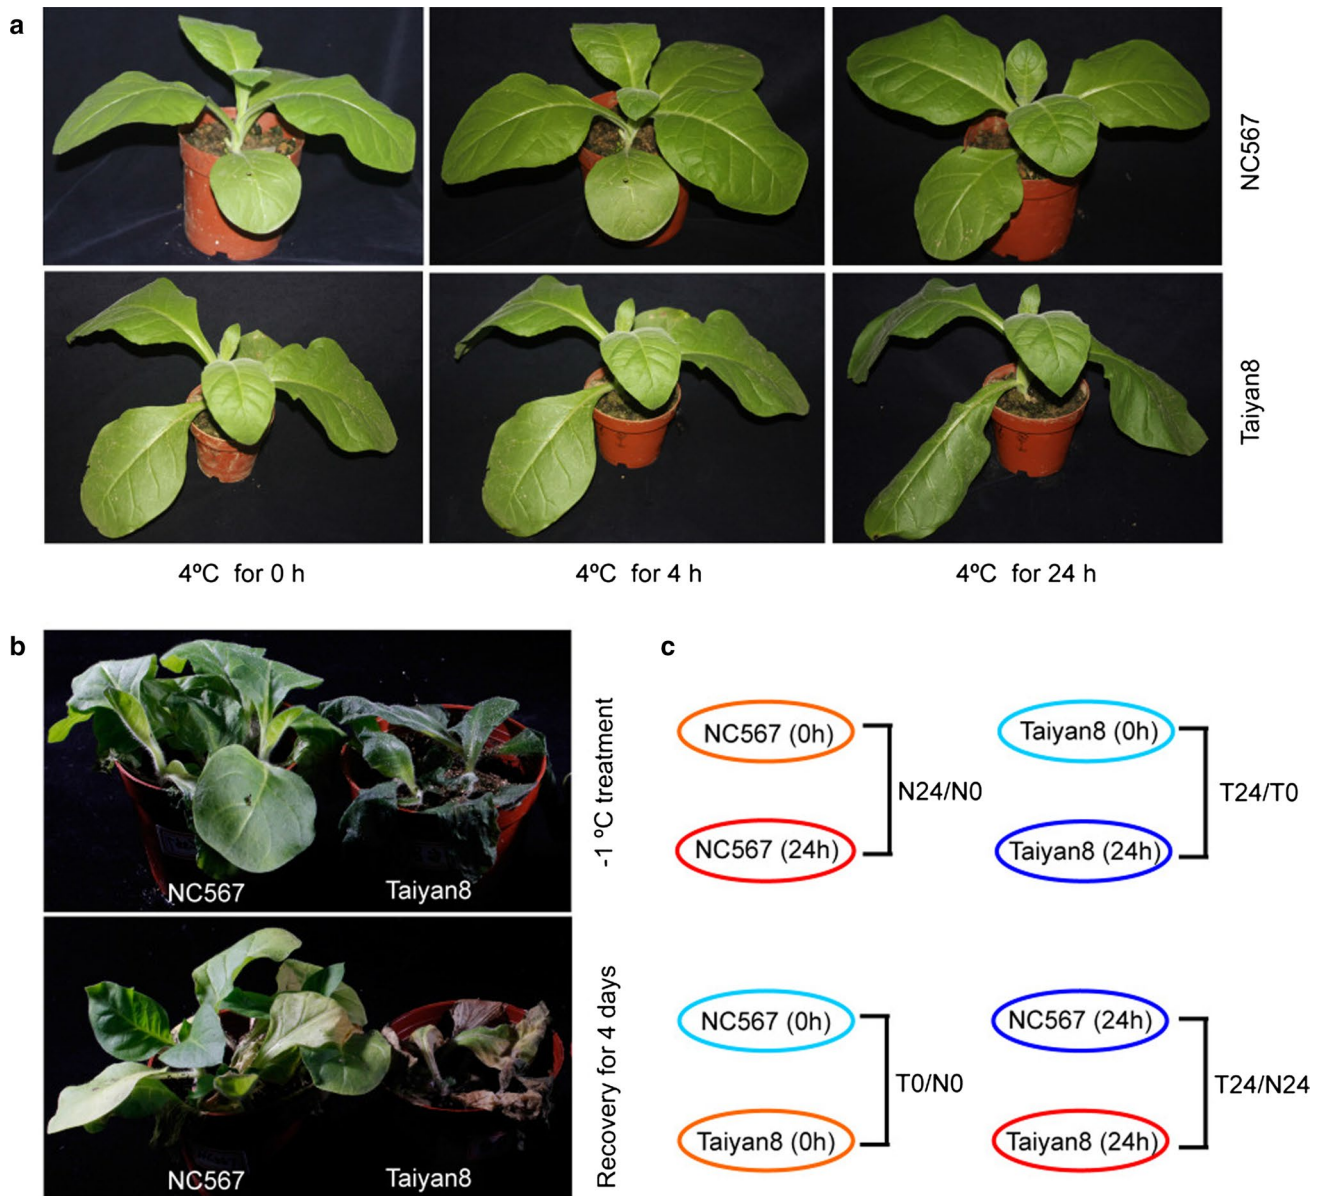 a
NC567
Taiyan8
4ºC for 0 h
4ºC for 4 h
4ºC for 24 h
b
NC567
Taiyan8
-1 ºC treatment
NC567
Taiyan8
Recovery for 4 days
c
NC567 (0h)
NC567 (24h)
N24/N0
Taiyan8 (0h)
Taiyan8 (24h)
T24/T0
NC567 (0h)
Taiyan8 (0h)
T0/N0
NC567 (24h)
Taiyan8 (24h)
T24/N24